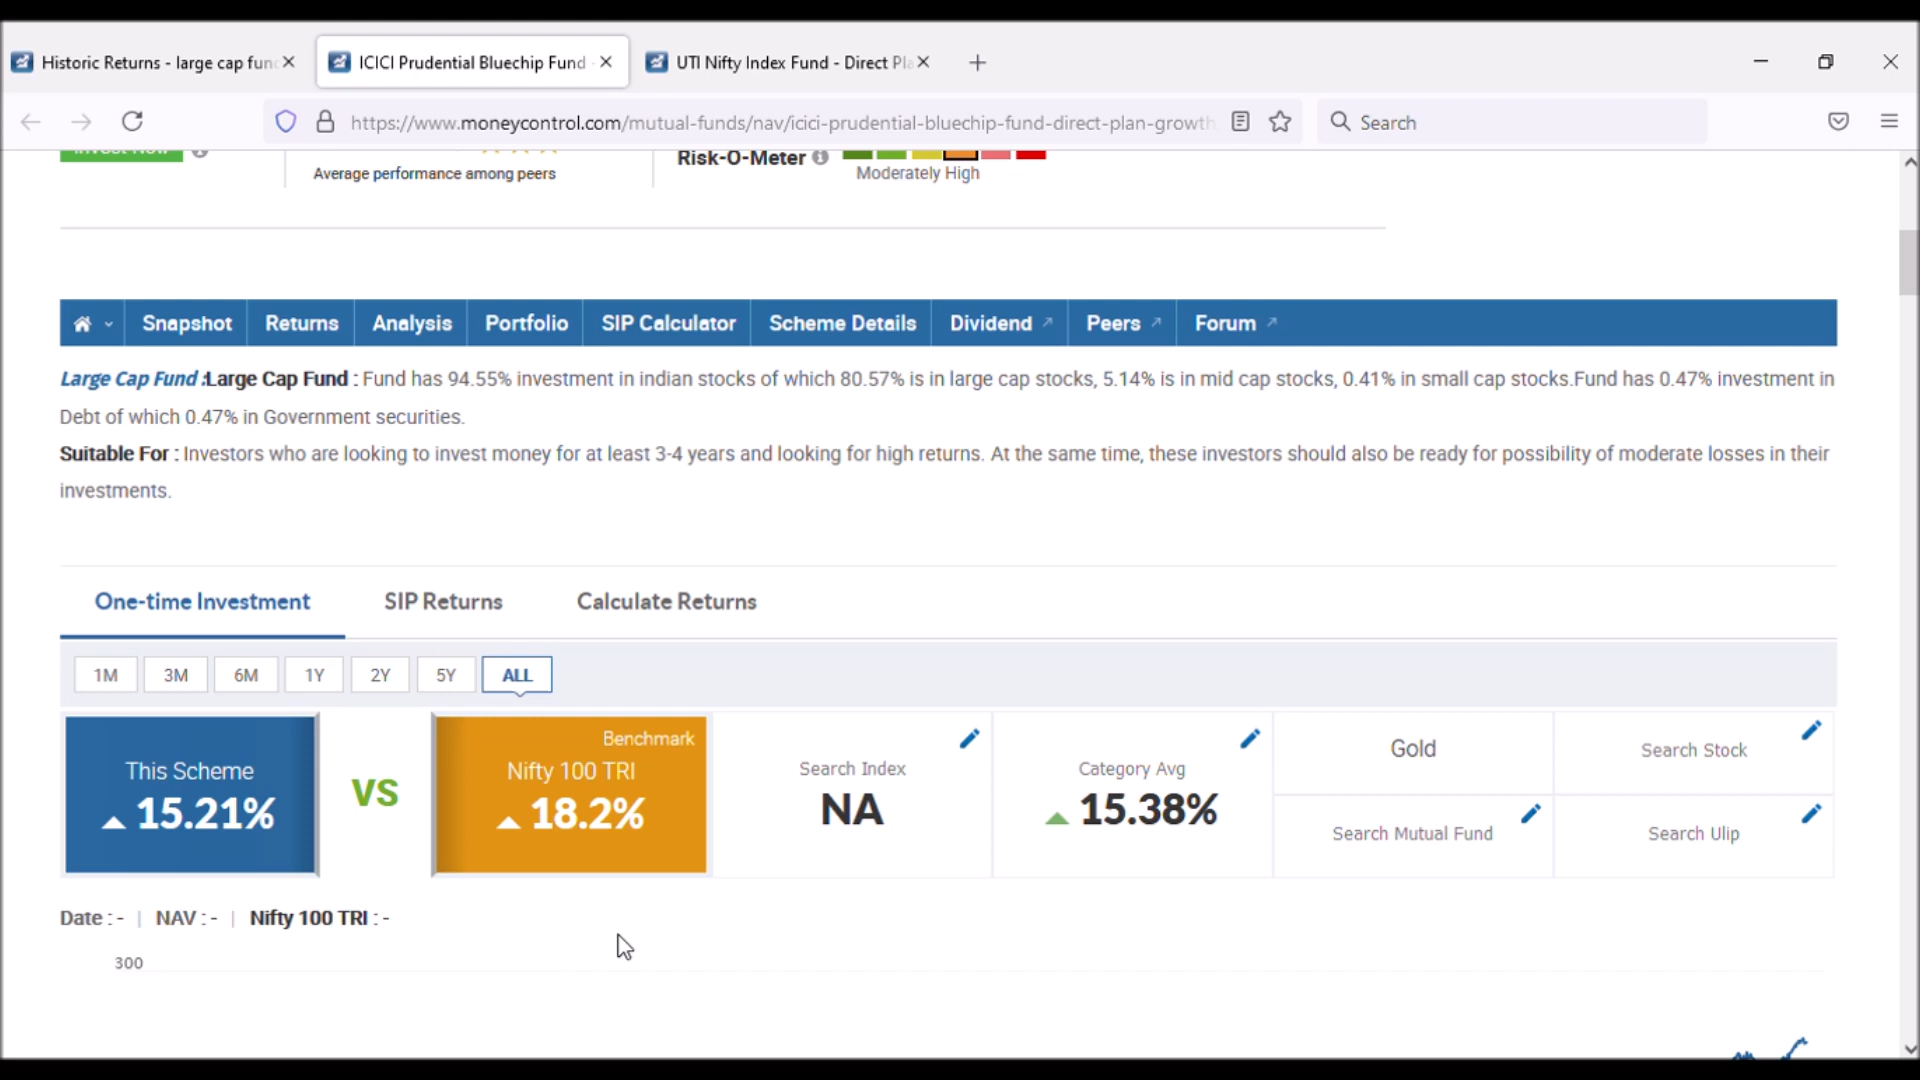 Historic Returns - large cap func
ICICI Prudential Bluechip Fund -
UTI Nifty Index Fund - Direct Pla
https://www.moneycontrol.com/mutual-funds/nav/icici-prudential-bluechip-fund-direct-plan-growth
Search
Invest Now
Risk-O-Meter
Average performance among peers
Moderately High
Snapshot Returns Analysis Portfolio SIP Calculator Scheme Details Dividend Peers Forum
Large Cap Fund :Large Cap Fund : Fund has 94.55% investment in indian stocks of which 80.57% is in large cap stocks, 5.14% is in mid cap stocks, 0.41% in small cap stocks.Fund has 0.47% investment in
Debt of which 0.47% in Government securities.
Suitable For : Investors who are looking to invest money for at least 3-4 years and looking for high returns. At the same time, these investors should also be ready for possibility of moderate losses in their
investments.
One-time Investment SIP Returns Calculate Returns
1M 3M 6M 1Y 2Y 5Y ALL
This Scheme
15.21%
VS
Benchmark
Nifty 100 TRI
18.2%
Search Index
NA
Category Avg
15.38%
Gold
Search Stock
Search Mutual Fund
Search Ulip
Date : - | NAV : - | Nifty 100 TRI : -
300